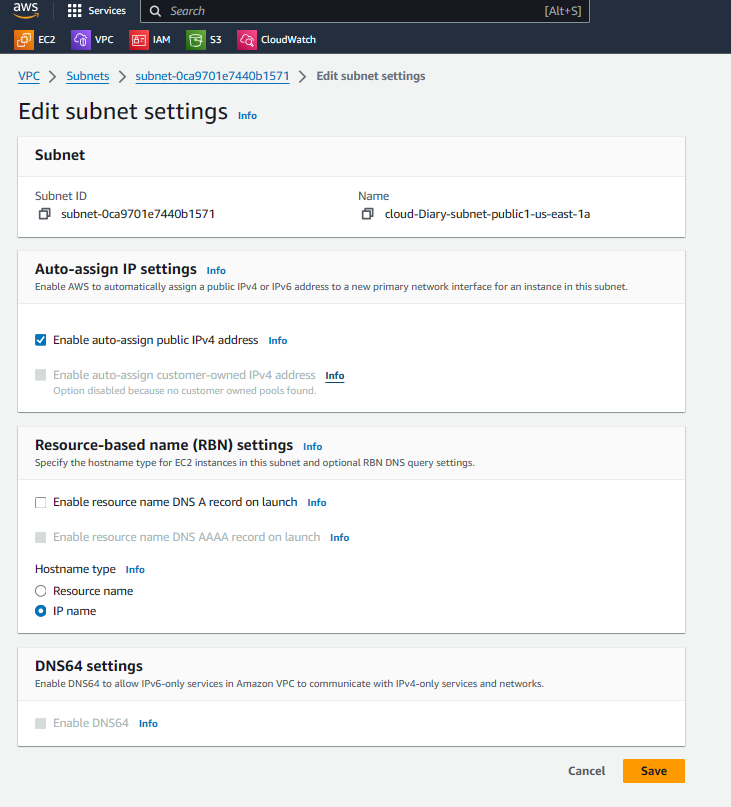 aws Services Search [Alt+S]
EC2 VPC IAM S3 CloudWatch
VPC > Subnets > subnet-0ca9701e7440b1571 > Edit subnet settings
Edit subnet settings Info
Subnet
Subnet ID Name
subnet-0ca9701e7440b1571 cloud-Diary-subnet-public1-us-east-1a
Auto-assign IP settings Info
Enable AWS to automatically assign a public IPv4 or IPv6 address to a new primary network interface for an instance in this subnet.
Enable auto-assign public IPv4 address Info
Enable auto-assign customer-owned IPv4 address Info
Option disabled because no customer owned pools found.
Resource-based name (RBN) settings Info
Specify the hostname type for EC2 instances in this subnet and optional RBN DNS query settings.
Enable resource name DNS A record on launch Info
Enable resource name DNS AAAA record on launch Info
Hostname type Info
Resource name
IP name
DNS64 settings
Enable DNS64 to allow IPv6-only services in Amazon VPC to communicate with IPv4-only services and networks.
Enable DNS64 Info
Cancel Save